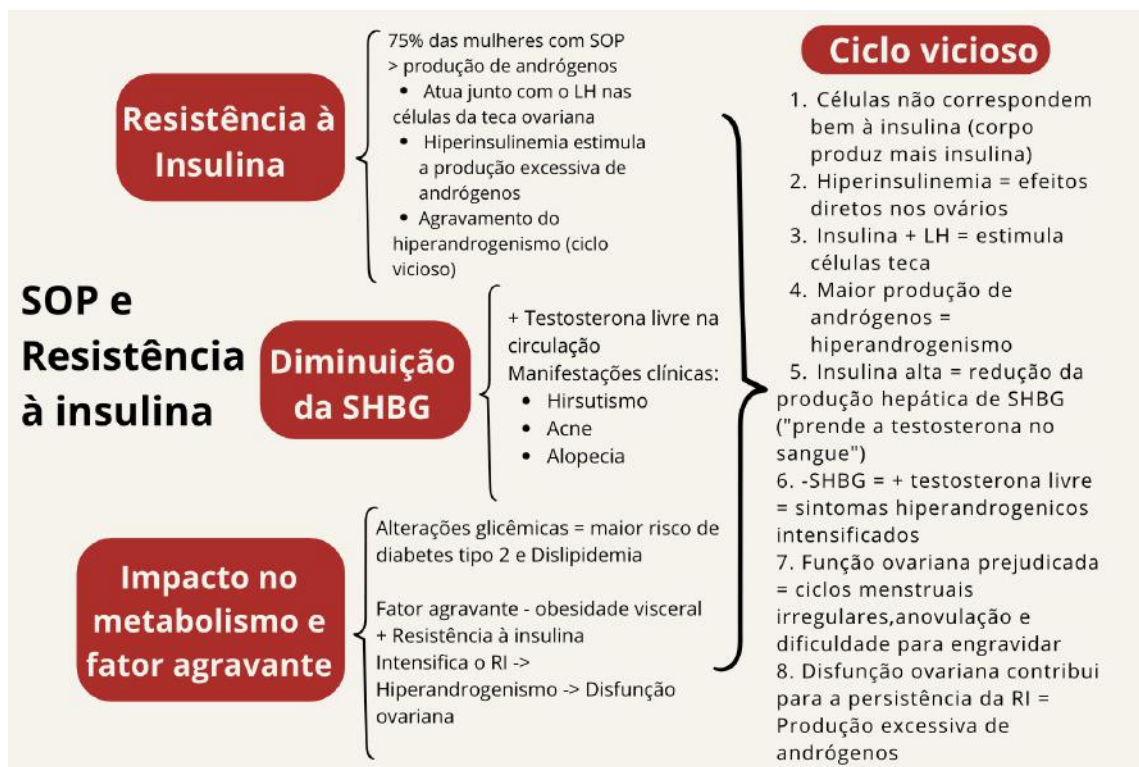 SOP e
Resistência
à insulina
Resistência à
Insulina
75% das mulheres com SOP
> produção de andrógenos
• Atua junto com o LH nas
células da teca ovariana
• Hiperinsulinemia estimula
a produção excessiva de
andrógenos
• Agravamento do
hiperandrogenismo (ciclo
vicioso)
Diminuição
da SHBG
+ Testosterona livre na
circulação
Manifestações clínicas:
• Hirsutismo
• Acne
• Alopecia
Impacto no
metabolismo e
fator agravante
Alterações glicêmicas = maior risco de
diabetes tipo 2 e Dislipidemia
Fator agravante - obesidade visceral
+ Resistência à insulina
Intensifica o RI ->
Hiperandrogenismo -> Disfunção
ovariana
Ciclo vicioso
1. Células não correspondem
bem à insulina (corpo
produz mais insulina)
2. Hiperinsulinemia = efeitos
diretos nos ovários
3. Insulina + LH = estimula
células teca
4. Maior produção de
andrógenos =
hiperandrogenismo
5. Insulina alta = redução da
produção hepática de SHBG
("prende a testosterona no
sangue")
6. -SHBG = + testosterona livre
= sintomas hiperandrogenicos
intensificados
7. Função ovariana prejudicada
= ciclos menstruais
irregulares,anovulação e
dificuldade para engravidar
8. Disfunção ovariana contribui
para a persistência da RI =
Produção excessiva de
andrógenos